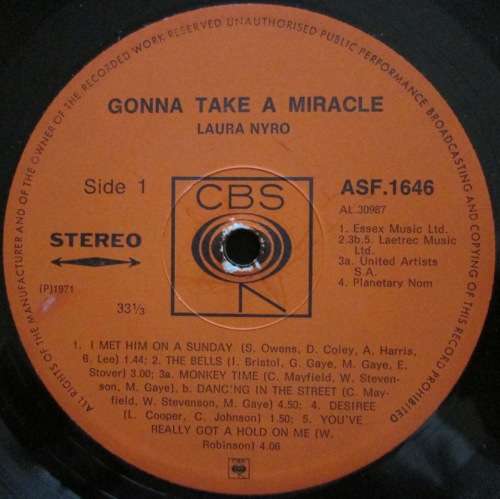 ALL RIGHTS OF THE MANUFACTURER AND OF THE OWNER OF THE RECORDED WORK RESERVED UNAUTHORISED PUBLIC PERFORMANCE BROADCASTING AND COPYING OF THIS RECORD PROHIBITED
GONNA TAKE A MIRACLE
LAURA NYRO
Side 1
CBS
ASF.1646
AL 30987
STEREO
1. Essex Music Ltd.
2.3b.5. Laetrec Music
Ltd.
3a. United Artists
S.A.
4. Planetary Nom
(P)1971
33⅓
1. I MET HIM ON A SUNDAY (S. Owens, D. Coley, A. Harris,
B. Lee) 1.44; 2. THE BELLS (I. Bristol, G. Gaye, M. Gaye, E.
Stover) 3.00; 3a. MONKEY TIME (C. Mayfield, W. Steven-
son, M. Gaye) b. DANC'NG IN THE STREET (C. May-
field, W. Stevenson, M. Gaye) 4.50; 4. DESIREE
(L. Cooper, C. Johnson) 1.50; 5. YOU'VE
REALLY GOT A HOLD ON ME (W.
Robinson) 4.06